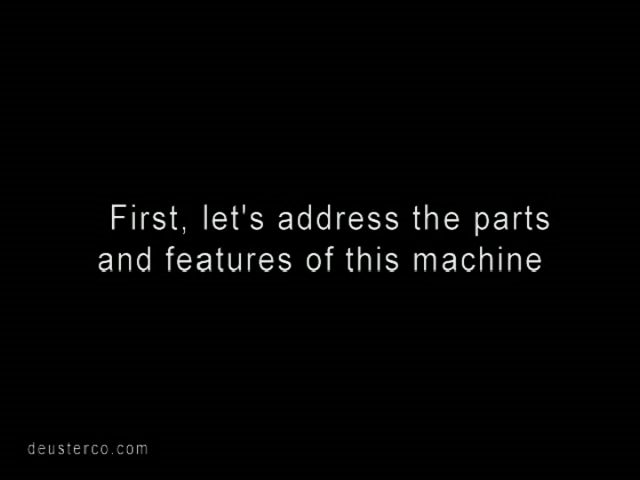 First, let's address the parts
and features of this machine
deusterco.com